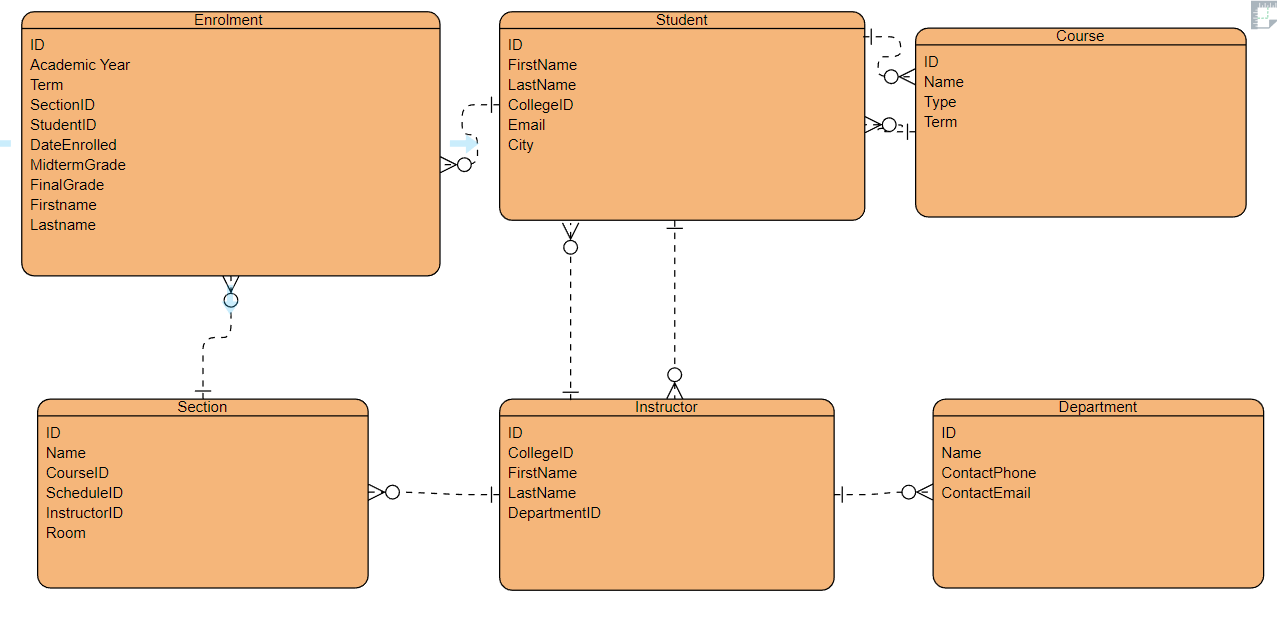 Enrolment
ID
Academic Year
Term
SectionID
StudentID
DateEnrolled
MidtermGrade
FinalGrade
Firstname
Lastname
Student
ID
FirstName
LastName
CollegeID
Email
City
Course
ID
Name
Type
Term
Section
ID
Name
CourseID
ScheduleID
InstructorID
Room
Instructor
ID
CollegeID
FirstName
LastName
DepartmentID
Department
ID
Name
ContactPhone
ContactEmail